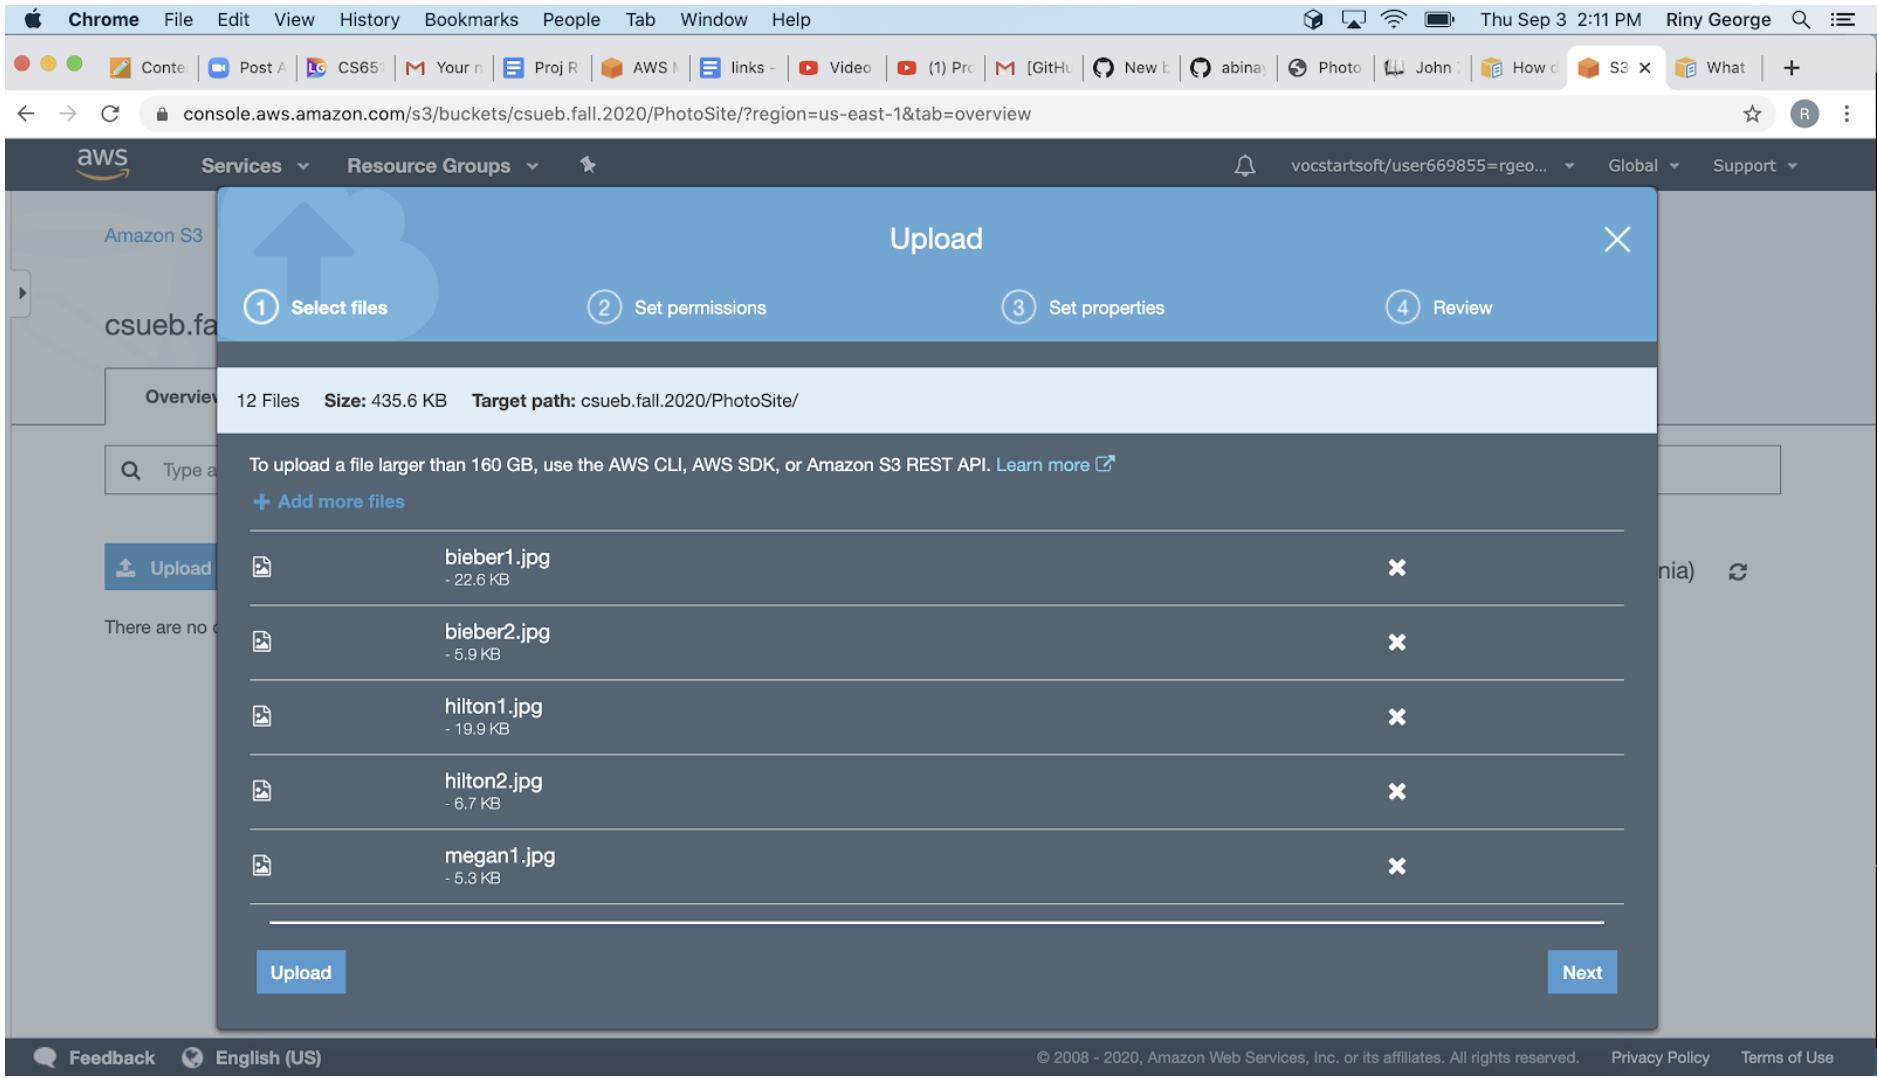 Chrome File Edit View History Bookmarks People Tab Window Help Thu Sep 3 2:11 PM Riny George
Conte Post A CS651 Your n Proj R AWS M links - Video (1) Pro [GitHu New b abinay Photo John 7 How c S3 What
console.aws.amazon.com/s3/buckets/csueb.fall.2020/PhotoSite/?region=us-east-1&tab=overview R
aws Services Resource Groups vocstartsoft/user669855=rgeo... Global Support
Amazon S3
Upload
1 Select files 2 Set permissions 3 Set properties 4 Review
csueb.fa
Overview
12 Files Size: 435.6 KB Target path: csueb.fall.2020/PhotoSite/
Type a
To upload a file larger than 160 GB, use the AWS CLI, AWS SDK, or Amazon S3 REST API. Learn more
+ Add more files
bieber1.jpg
- 22.6 KB
Upload
nia)
There are no
bieber2.jpg
- 5.9 KB
hilton1.jpg
- 19.9 KB
hilton2.jpg
- 6.7 KB
megan1.jpg
- 5.3 KB
Upload Next
Feedback English (US) © 2008 - 2020, Amazon Web Services, Inc. or its affiliates. All rights reserved. Privacy Policy Terms of Use